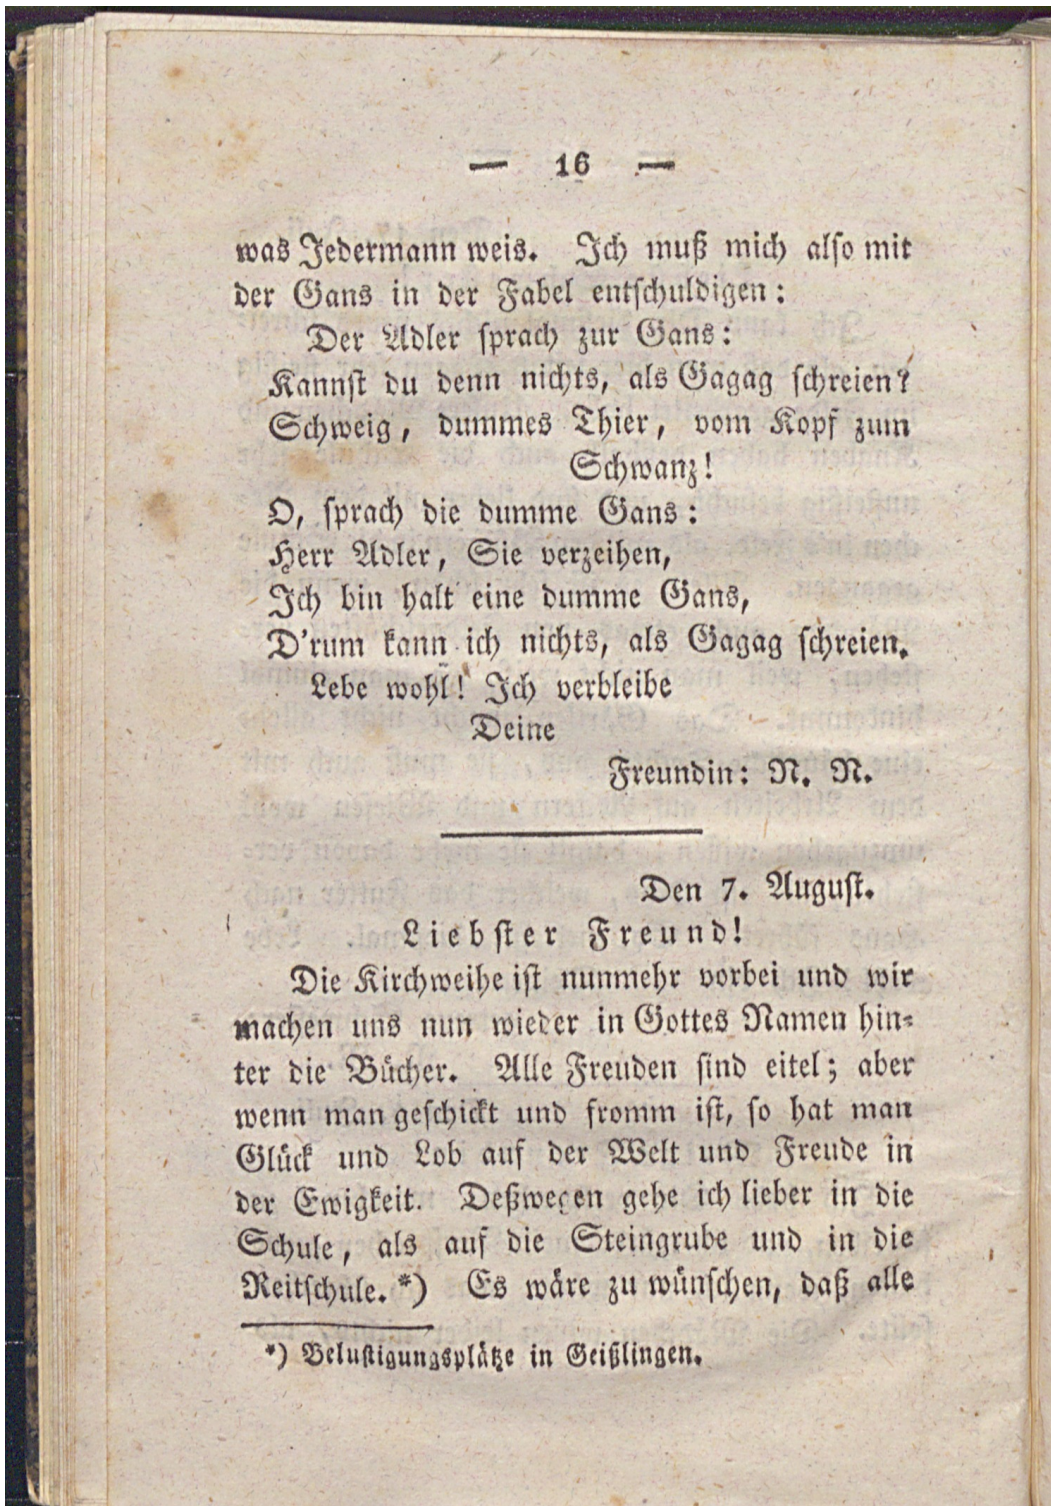 — 16 —
was Jedermann weis. Ich muß mich also mit
der Gans in der Fabel entschuldigen:
Der Adler sprach zur Gans:
Kannst du denn nichts, als Gagag schreien?
Schweig, dummes Thier, vom Kopf zum
Schwanz!
O, sprach die dumme Gans:
Herr Adler, Sie verzeihen,
Ich bin halt eine dumme Gans,
D'rum kann ich nichts, als Gagag schreien.
Lebe wohl! Ich verbleibe
Deine
Freundin: N. N.
Den 7. August.
Liebster Freund!
Die Kirchweihe ist nunmehr vorbei und wir
machen uns nun wieder in Gottes Namen hin-
ter die Bücher. Alle Freuden sind eitel; aber
wenn man geschickt und fromm ist, so hat man
Glück und Lob auf der Welt und Freude in
der Ewigkeit. Deßwegen gehe ich lieber in die
Schule, als auf die Steingrube und in die
Reitschule.*) Es wäre zu wünschen, daß alle
*) Belustigungsplätze in Geißlingen.